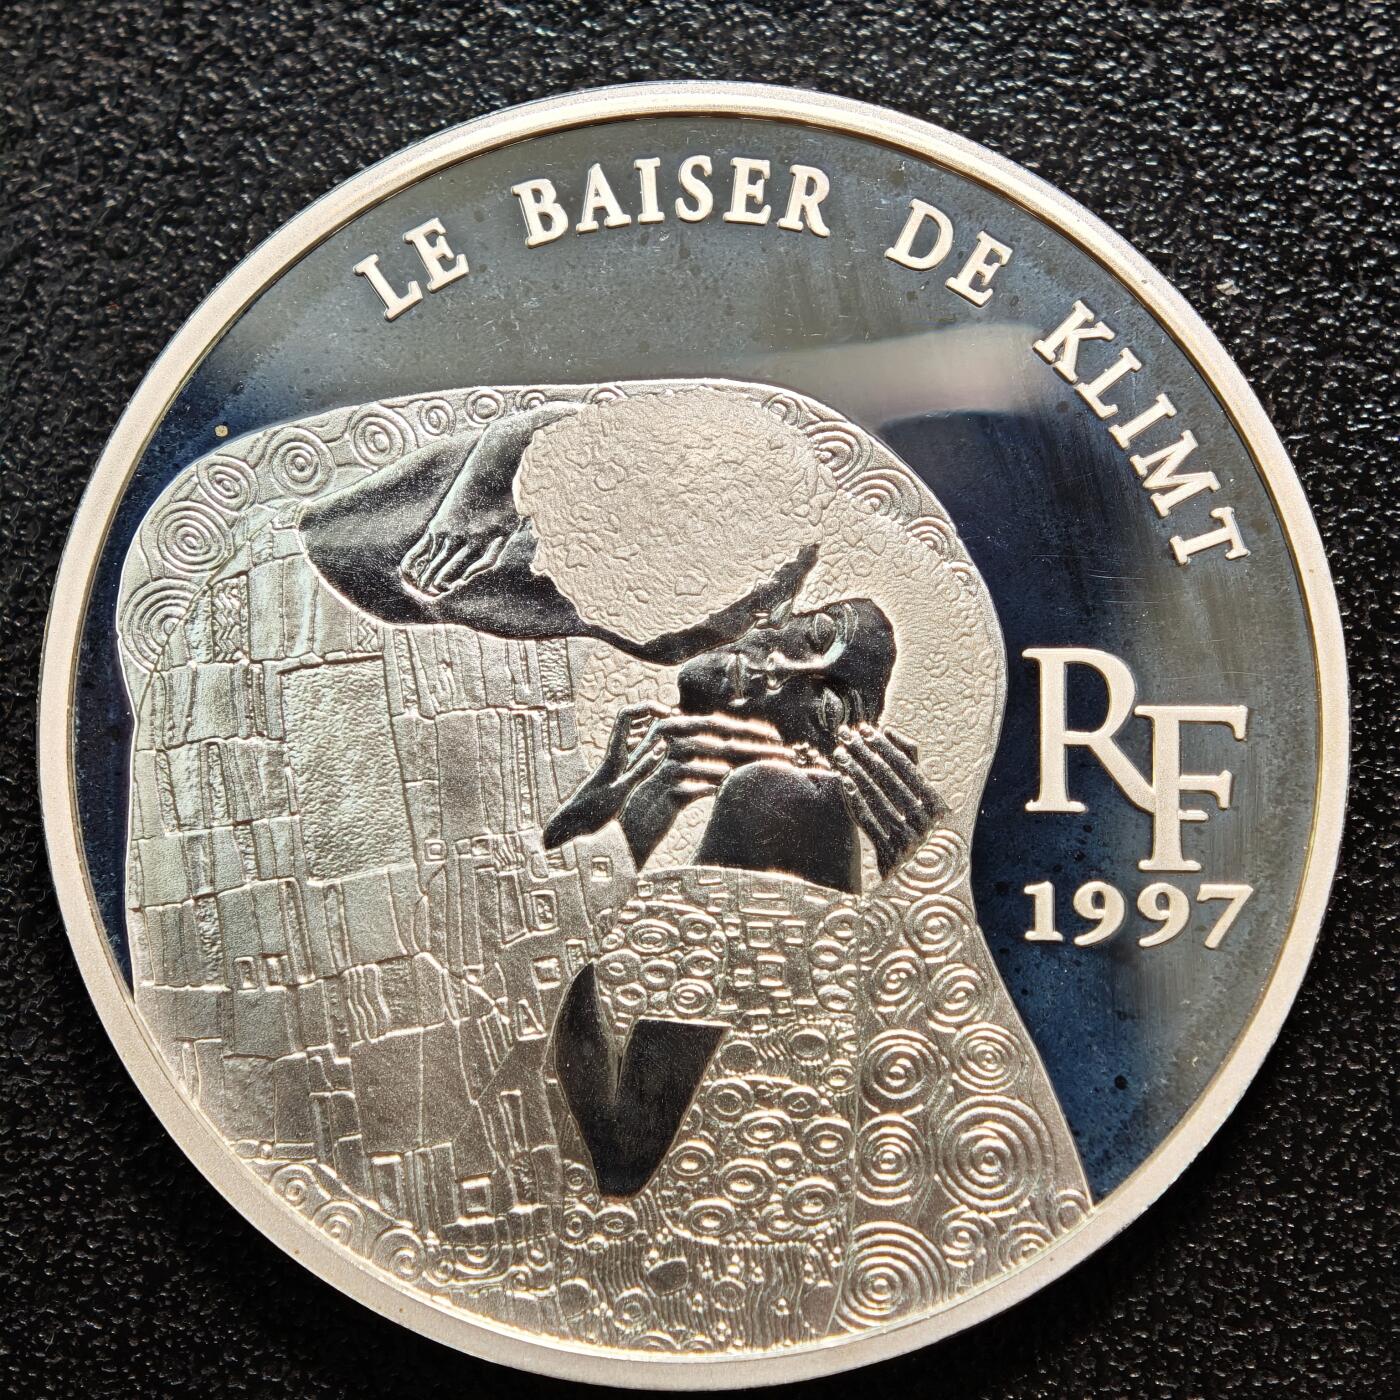 LE BAISER DE KLIMT
RF
1997